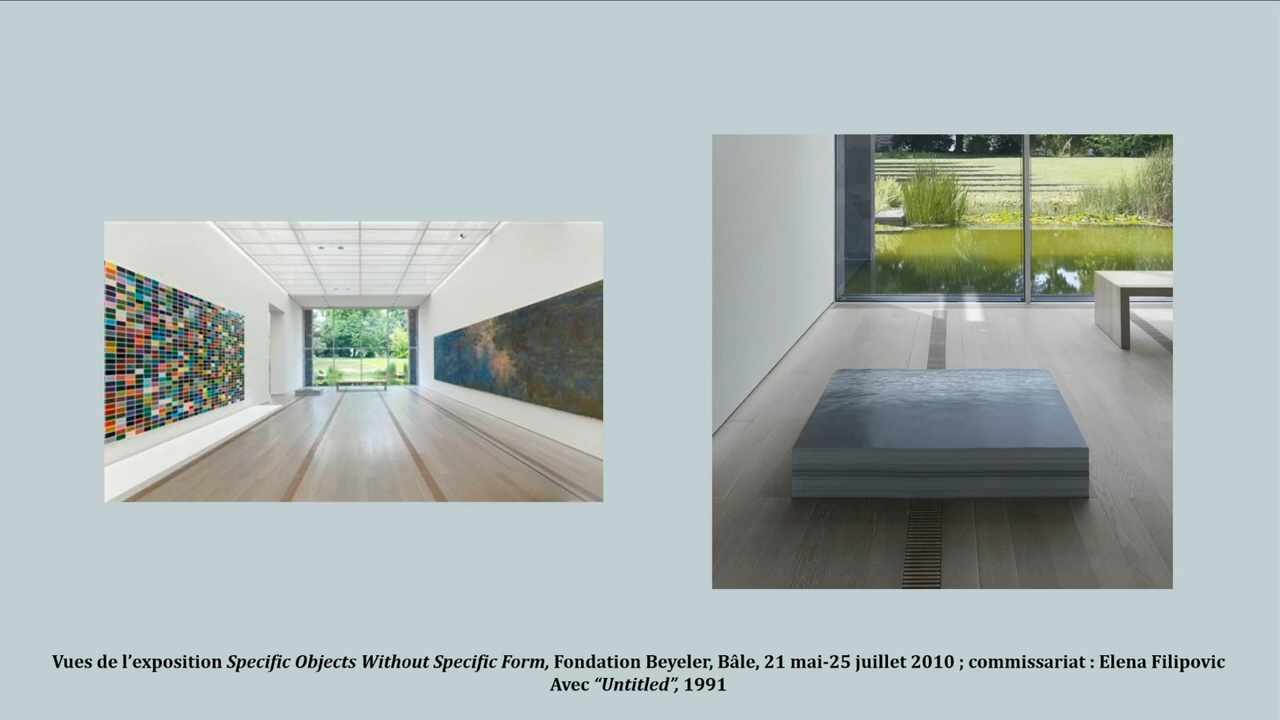 Vues de l’exposition Specific Objects Without Specific Form, Fondation Beyeler, Bâle, 21 mai-25 juillet 2010 ; commissariat : Elena Filipovic
Avec “Untitled”, 1991